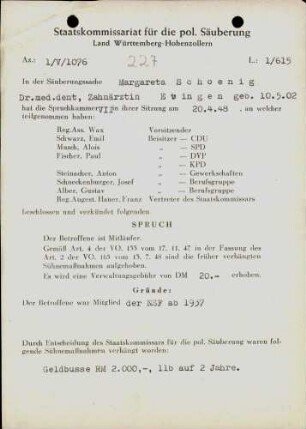 Staatskommissariat für die pol. Säuberung
Land Württemberg-Hohenzollern
Az.: 1/V/1076 227 L.: 1/615
In der Säuberungssache Margareta Schoenig
Dr.med.dent, Zahnärztin Ebingen geb. 10.5.02
hat die Spruchkammer VII in ihrer Sitzung am 20.4.48 , an welcher
teilgenommen haben:
Reg.Ass. Wax Vorsitzender
Schwarz, Emil Beisitzer — CDU
Musik, Alois „ — SPD
Fischer, Paul „ — DVP
„ — KPD
Steinacher, Anton „ — Gewerkschaften
Schneckenburger, Josef „ — Berufsgruppe
Alber, Gustav „ — Berufsgruppe
Reg.Angest. Hauer, Franz Vertreter des Staatskommissars
beschlossen und verkündet folgenden
SPRUCH
Der Betroffene ist Mitläufer.
Gemäß Art. 4 der VO. 133 vom 17. 11. 47 in der Fassung des
Art. 2 der VO. 165 vom 13. 7. 48 sind die früher verhängten
Sühnemaßnahmen aufgehoben.
Es wird eine Verwaltungsgebühr von DM 20,- erhoben.
Gründe:
Der Betroffene war Mitglied der NSF ab 1937
Durch Entscheidung des Staatskommissars für die pol. Säuberung waren fol-
gende Sühnemaßnahmen verhängt worden:
Geldbusse RM 2.000,-, 11b auf 2 Jahre.